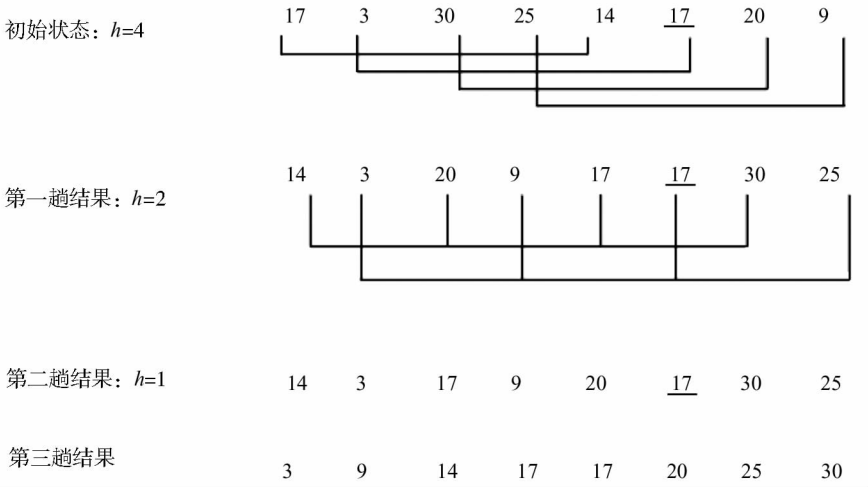 初始状态：h=4 17 3 30 25 14 17 20 9
第一趟结果：h=2 14 3 20 9 17 17 30 25
第二趟结果：h=1 14 3 17 9 20 17 30 25
第三趟结果 3 9 14 17 17 20 25 30